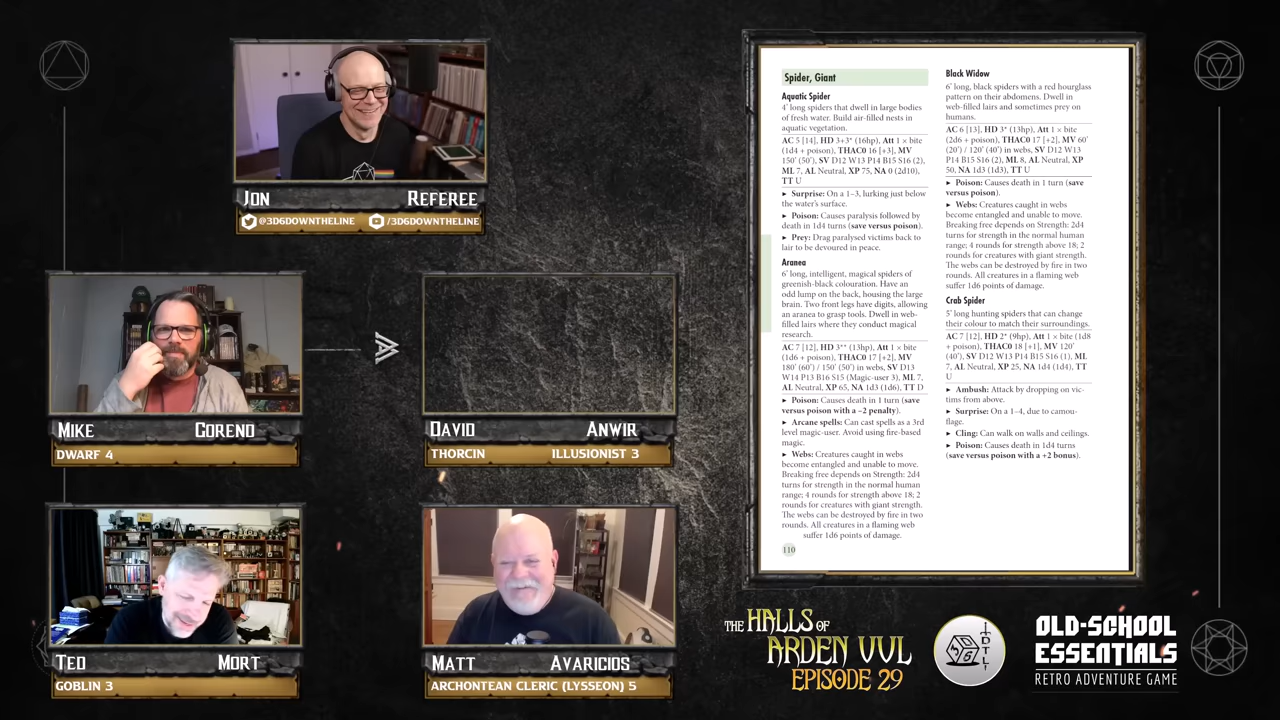 JON REFEREE
@3D6DOWNTHELINE /3D6DOWNTHELINE
MIKE GOREND
DWARF 4
DAVID ANWIR
THORCIN ILLUSIONIST 3
TED MORT
GOBLIN 3
MATT AVARICIOS
ARCHONTEAN CLERIC (LYSSEON) 5
Spider, Giant
Aquatic Spider
4' long spiders that dwell in large bodies
of fresh water. Build air-filled nests in
aquatic vegetation.
AC 5 [14], HD 3+3* (16hp), Att 1 × bite
(1d4 + poison), THAC0 16 [+3], MV
150' (50'), SV D12 W13 P14 B15 S16 (2),
ML 7, AL Neutral, XP 75, NA 0 (2d10),
TT U
► Surprise: On a 1–3, lurking just below
the water's surface.
► Poison: Causes paralysis followed by
death in 1d4 turns (save versus poison).
► Prey: Drag paralysed victims back to
lair to be devoured in peace.
Aranea
6' long, intelligent, magical spiders of
greenish-black colouration. Have an
odd lump on the back, housing the large
brain. Two front legs have digits, allowing
an aranea to grasp tools. Dwell in web-
filled lairs where they conduct magical
research.
AC 7 [12], HD 3** (13hp), Att 1 × bite
(1d6 + poison), THAC0 17 [+2], MV
180' (60') / 150' (50') in webs, SV D13
W14 P13 B16 S15 (Magic-user 3), ML 7,
AL Neutral, XP 65, NA 1d3 (1d6), TT D
► Poison: Causes death in 1 turn (save
versus poison with a –2 penalty).
► Arcane spells: Can cast spells as a 3rd
level magic-user. Avoid using fire-based
magic.
► Webs: Creatures caught in webs
become entangled and unable to move.
Breaking free depends on Strength: 2d4
turns for strength in the normal human
range; 4 rounds for strength above 18; 2
rounds for creatures with giant strength.
The webs can be destroyed by fire in two
rounds. All creatures in a flaming web
suffer 1d6 points of damage.
110
Black Widow
6' long, black spiders with a red hourglass
pattern on their abdomens. Dwell in
web-filled lairs and sometimes prey on
humans.
AC 6 [13], HD 3* (13hp), Att 1 × bite
(2d6 + poison), THAC0 17 [+2], MV 60'
(20') / 120' (40') in webs, SV D12 W13
P14 B15 S16 (2), ML 8, AL Neutral, XP
50, NA 1d3 (1d3), TT U
► Poison: Causes death in 1 turn (save
versus poison).
► Webs: Creatures caught in webs
become entangled and unable to move.
Breaking free depends on Strength: 2d4
turns for strength in the normal human
range; 4 rounds for strength above 18; 2
rounds for creatures with giant strength.
The webs can be destroyed by fire in two
rounds. All creatures in a flaming web
suffer 1d6 points of damage.
Crab Spider
5' long hunting spiders that can change
their colour to match their surroundings.
AC 7 [12], HD 2* (9hp), Att 1 × bite (1d8
+ poison), THAC0 18 [+1], MV 120'
(40'), SV D12 W13 P14 B15 S16 (1), ML
7, AL Neutral, XP 25, NA 1d4 (1d4), TT
U
► Ambush: Attack by dropping on vic-
tims from above.
► Surprise: On a 1–4, due to camou-
flage.
► Cling: Can walk on walls and ceilings.
► Poison: Causes death in 1d4 turns
(save versus poison with a +2 bonus).
THE HALLS OF
ARDEN VUL
EPISODE 29
3D6 DTL
OLD-SCHOOL
ESSENTIALS
RETRO ADVENTURE GAME